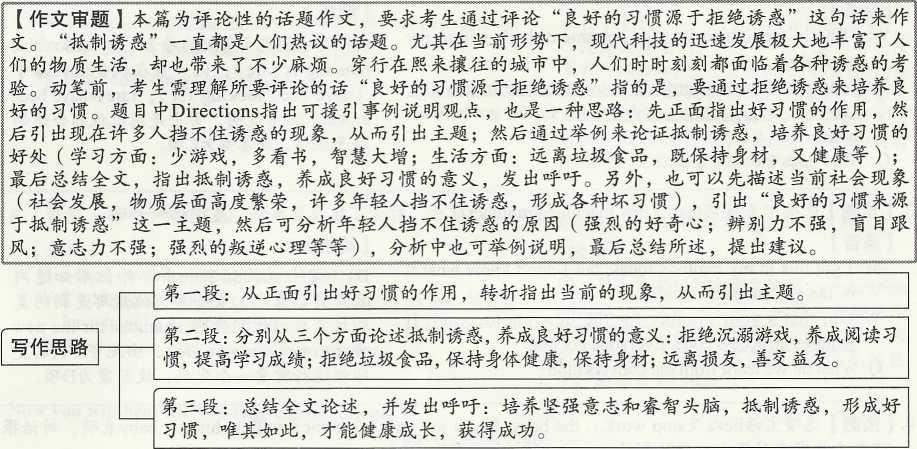 【作文审题】本篇为评论性的话题作文，要求考生通过评论“良好的习惯源于拒绝诱惑”这句话来作
文。“抵制诱惑”一直都是人们热议的话题。尤其在当前形势下，现代科技的迅速发展极大地丰富了人
们的物质生活，却也带来了不少麻烦。穿行在熙来攘往的城市中，人们时时刻刻都面临着各种诱惑的考
验。动笔前，考生需理解所要评论的话“良好的习惯源于拒绝诱惑”指的是，要通过拒绝诱惑来培养良
好的习惯。题目中Directions指出可援引事例说明观点，也是一种思路：先正面指出好习惯的作用，然
后引出现在许多人挡不住诱惑的现象，从而引出主题；然后通过举例来论证抵制诱惑，培养良好习惯的
好处（学习方面：少游戏，多看书，智慧大增；生活方面：远离垃圾食品，既保持身材，又健康等）；
最后总结全文，指出抵制诱惑，养成良好习惯的意义，发出呼吁。另外，也可以先描述当前社会现象
（社会发展，物质层面高度繁荣，许多年轻人挡不住诱惑，形成各种坏习惯），引出“良好的习惯来源
于抵制诱惑”这一主题，然后可分析年轻人挡不住诱惑的原因（强烈的好奇心；辨别力不强，盲目跟
风；意志力不强；强烈的叛逆心理等等），分析中也可举例说明，最后总结所述，提出建议。
写作思路
第一段：从正面引出好习惯的作用，转折指出当前的现象，从而引出主题。
第二段：分别从三个方面论述抵制诱惑，养成良好习惯的意义：拒绝沉溺游戏，养成阅读习
惯，提高学习成绩；拒绝垃圾食品，保持身体健康，保持身材；远离损友，善交益友。
第三段：总结全文论述，并发出呼吁：培养坚强意志和睿智头脑，抵制诱惑，形成好
习惯，唯其如此，才能健康成长，获得成功。